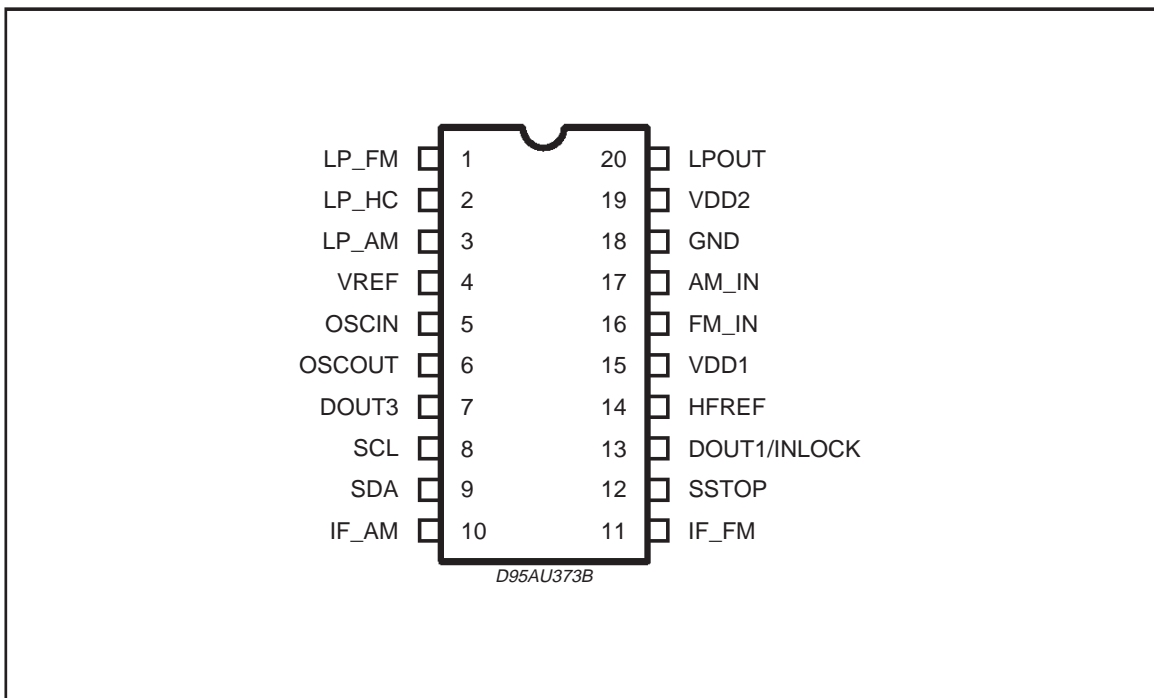 LP_FM 1 20 LPOUT
LP_HC 2 19 VDD2
LP_AM 3 18 GND
VREF 4 17 AM_IN
OSCIN 5 16 FM_IN
OSCOUT 6 15 VDD1
DOUT3 7 14 HFREF
SCL 8 13 DOUT1/INLOCK
SDA 9 12 SSTOP
IF_AM 10 11 IF_FM
D95AU373B